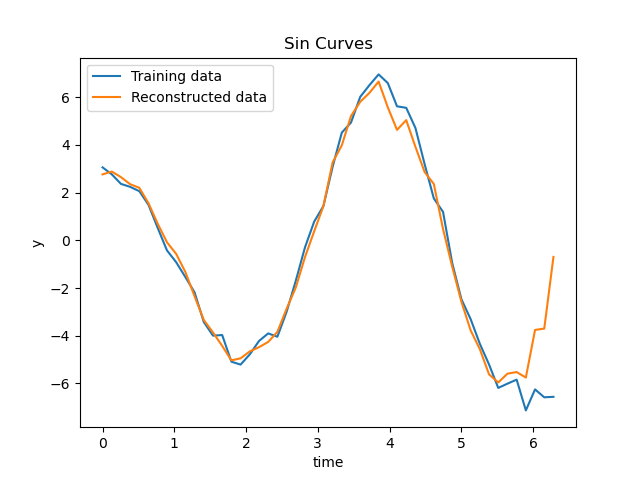 Sin Curves
Training data
Reconstructed data
6
4
2
0
−2
−4
−6
y
0 1 2 3 4 5 6
time